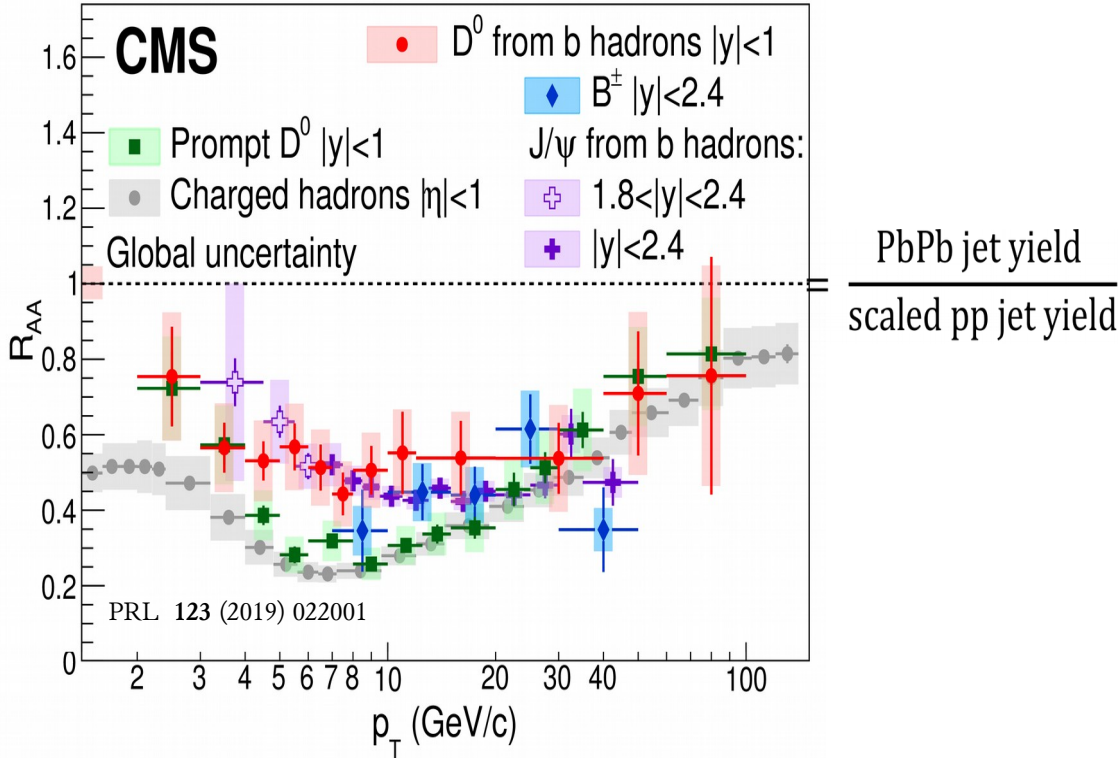 CMS
D⁰ from b hadrons |y|<1
B± |y|<2.4
Prompt D⁰ |y|<1
J/ψ from b hadrons:
Charged hadrons |η|<1
1.8<|y|<2.4
Global uncertainty
|y|<2.4
1.6
1.4
1.2
1
0.8
0.6
0.4
0.2
0
R_AA
=
PbPb jet yield
scaled pp jet yield
PRL 123 (2019) 022001
2 3 4 5 6 7 8 10 20 30 40 100
p_T (GeV/c)